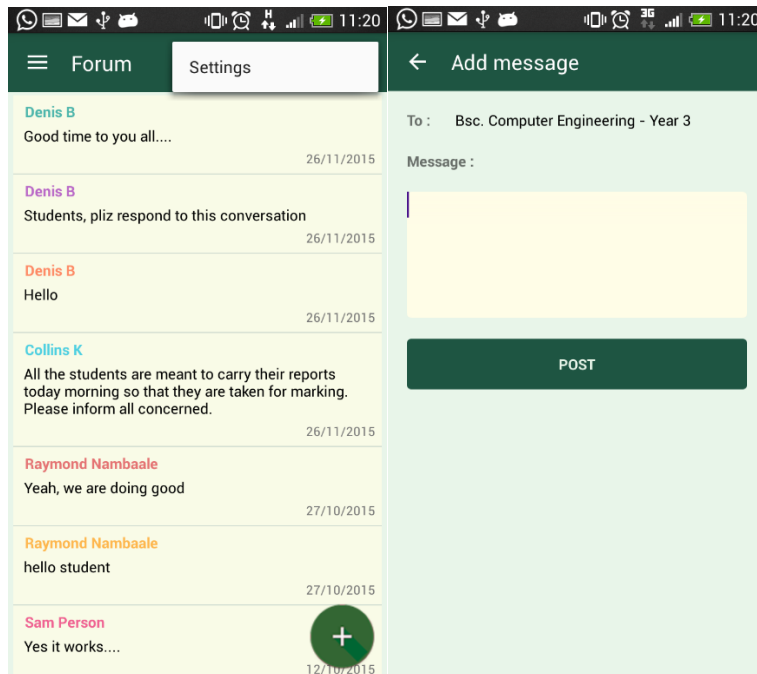 11:20
Forum
Settings
Denis B
Good time to you all....
26/11/2015
Denis B
Students, pliz respond to this conversation
26/11/2015
Denis B
Hello
26/11/2015
Collins K
All the students are meant to carry their reports
today morning so that they are taken for marking.
Please inform all concerned.
26/11/2015
Raymond Nambaale
Yeah, we are doing good
27/10/2015
Raymond Nambaale
hello student
27/10/2015
Sam Person
Yes it works....
12/10/2015
H
3G
11:20
Add message
To :
Bsc. Computer Engineering - Year 3
Message :
POST